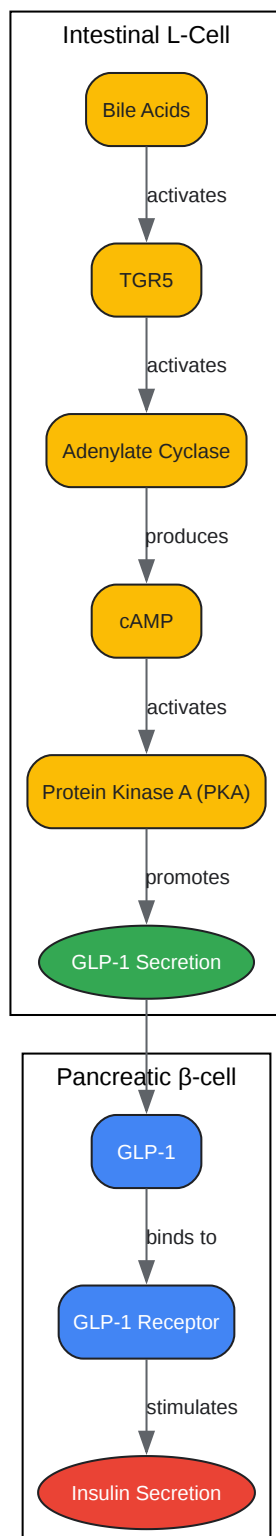 Intestinal L-Cell
Bile Acids
activates
TGR5
activates
Adenylate Cyclase
produces
cAMP
activates
Protein Kinase A (PKA)
promotes
GLP-1 Secretion
Pancreatic β-cell
GLP-1
binds to
GLP-1 Receptor
stimulates
Insulin Secretion